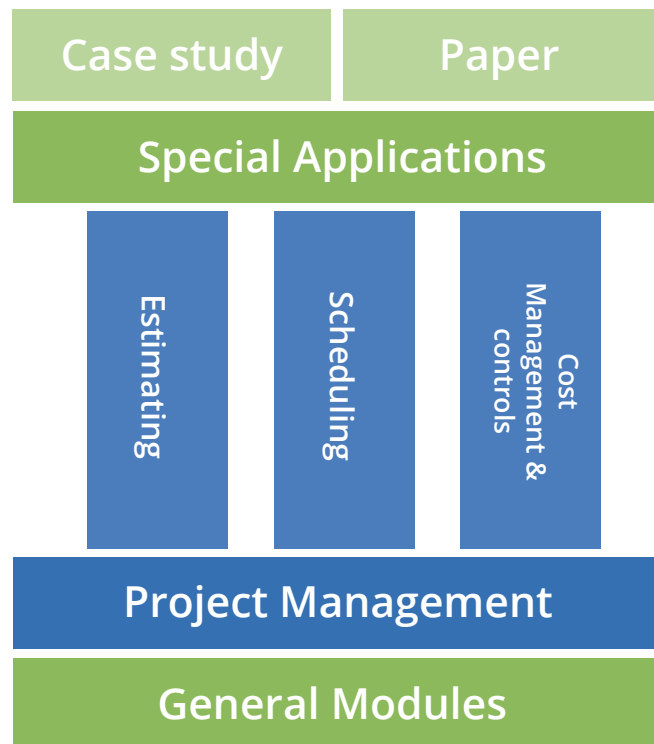 Case study
Paper
Special Applications
Estimating
Scheduling
Cost
Management &
controls
Project Management
General Modules